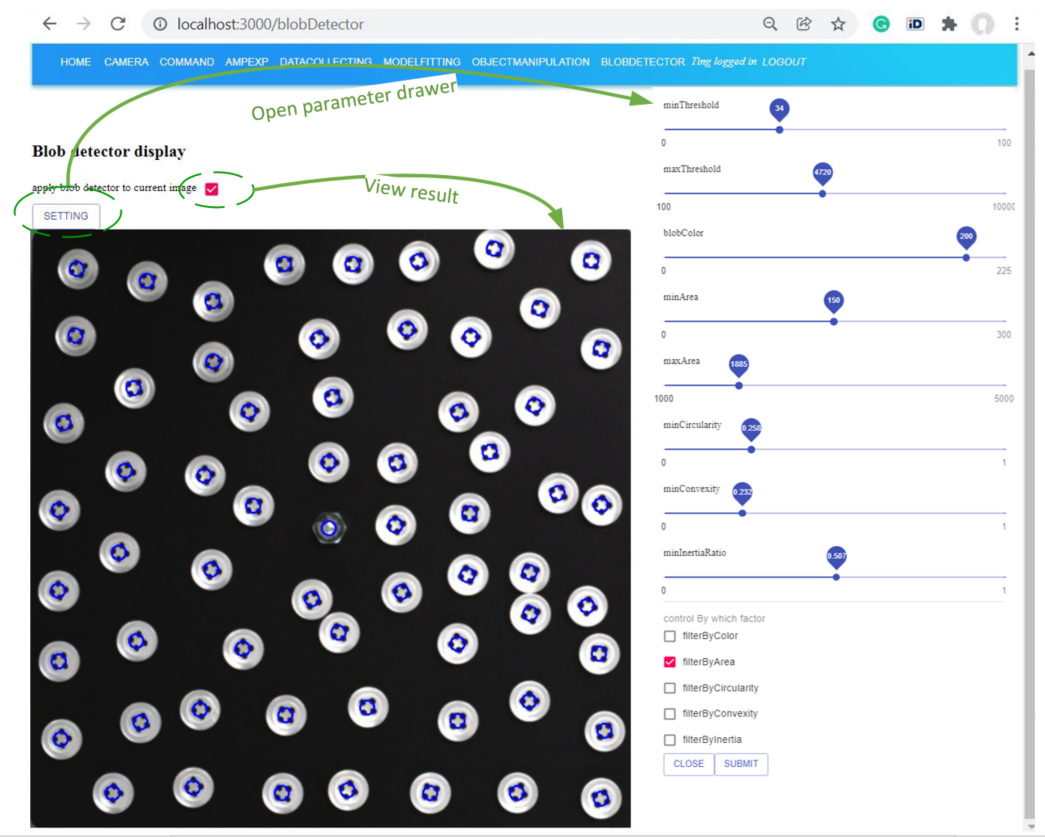 localhost:3000/blobDetector
HOME CAMERA COMMAND AMPEXP DATACOLLECTING MODELFITTING OBJECTMANIPULATION BLOBDETECTOR Ting logged in LOGOUT
Open parameter drawer
Blob detector display
apply blob detector to current image
View result
SETTING
minThreshold
34
0 100
maxThreshold
4720
100 10000
blobColor
200
0 225
minArea
150
0 300
maxArea
1885
1000 5000
minCircularity
0.258
0 1
minConvexity
0.232
0 1
minInertiaRatio
0.507
0 1
control By which factor
filterByColor
filterByArea
filterByCircularity
filterByConvexity
filterByInertia
CLOSE SUBMIT